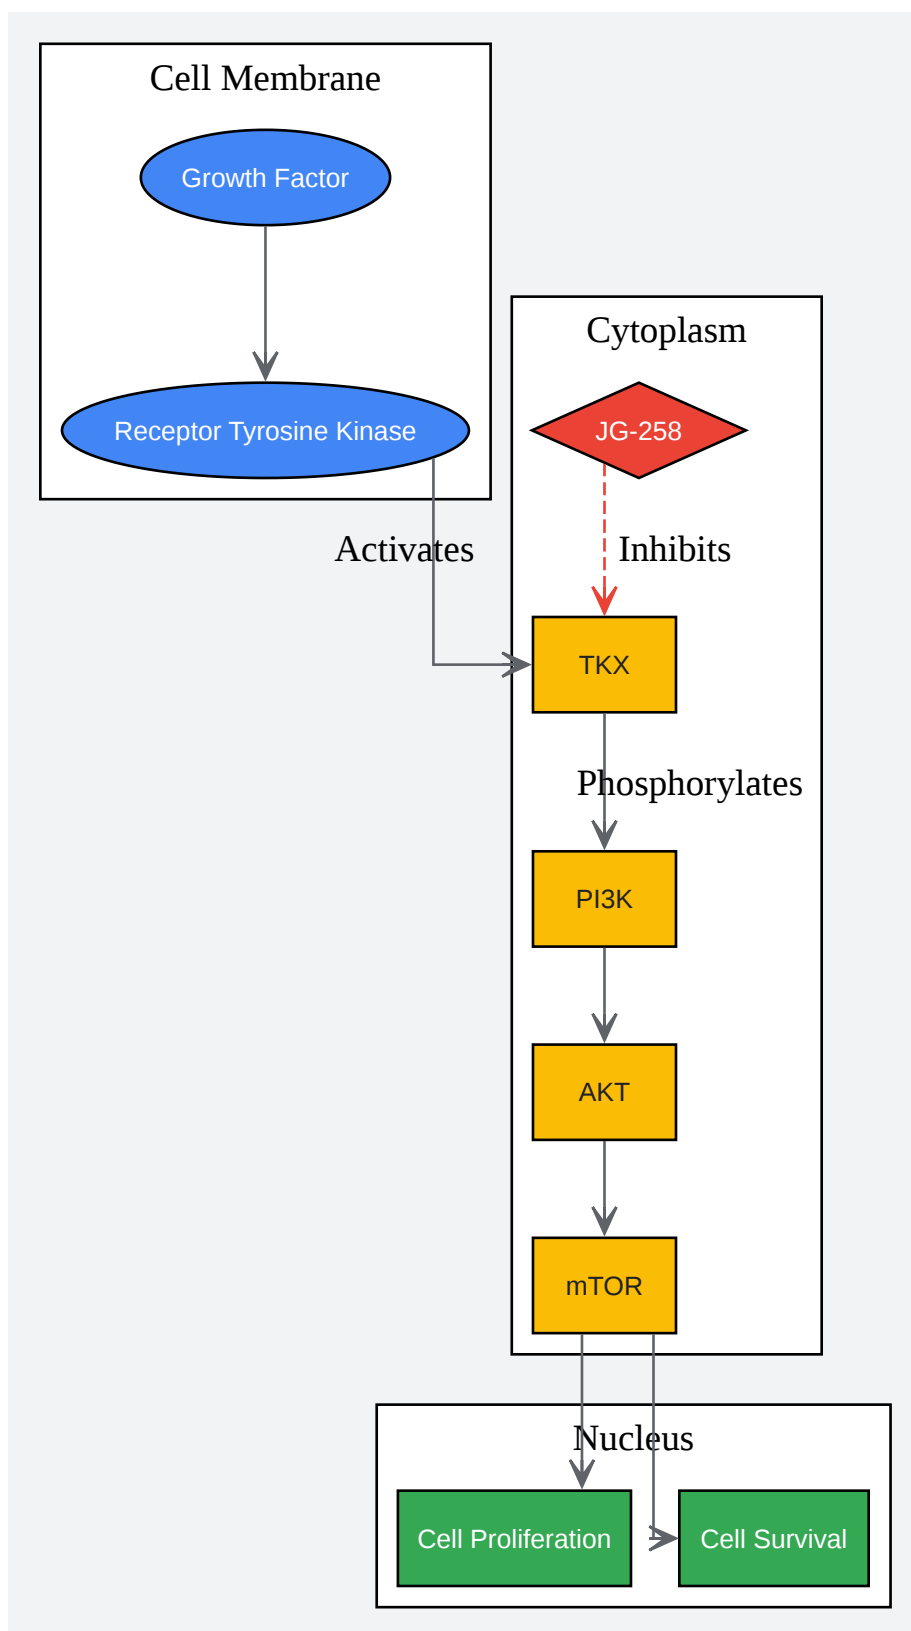 Cell Membrane
Growth Factor
Receptor Tyrosine Kinase
Activates
Cytoplasm
JG-258
Inhibits
TKX
Phosphorylates
PI3K
AKT
mTOR
Nucleus
Cell Proliferation
Cell Survival